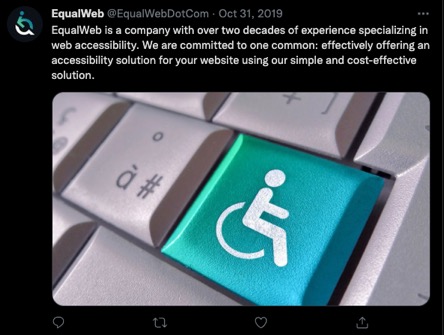 EqualWeb @EqualWebDotCom · Oct 31, 2019
EqualWeb is a company with over two decades of experience specializing in
web accessibility. We are committed to one common: effectively offering an
accessibility solution for your website using our simple and cost-effective
solution.
°
à #